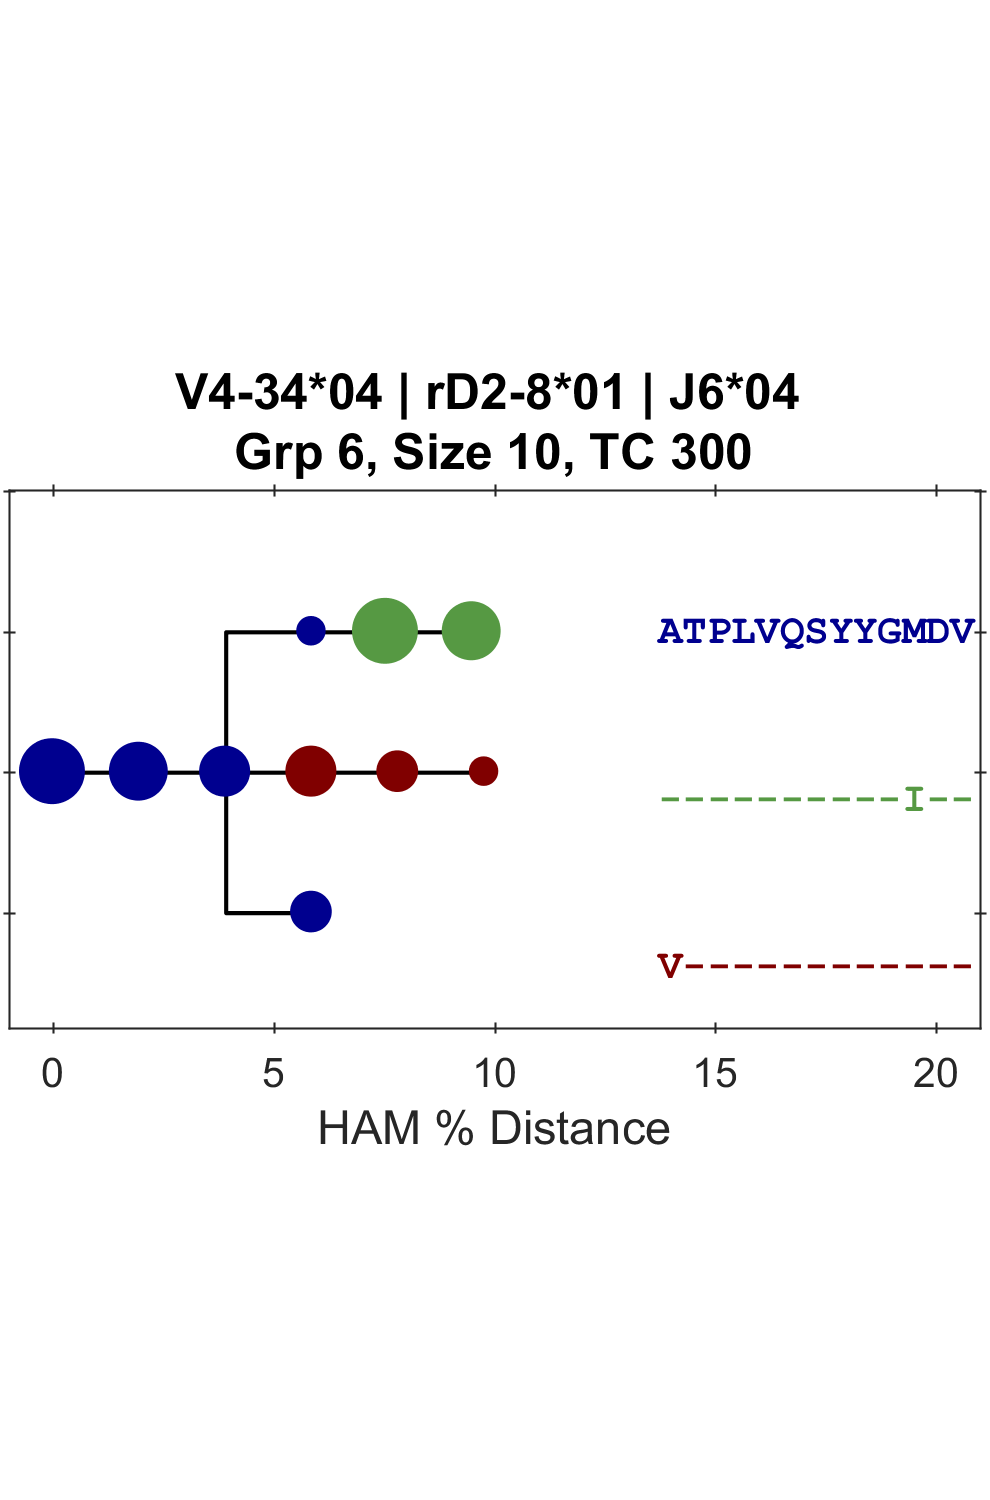 V4-34*04 | rD2-8*01 | J6*04
Grp 6, Size 10, TC 300
ATPLVQSYYGMDV
-----------I--
V------------
0 5 10 15 20
HAM % Distance